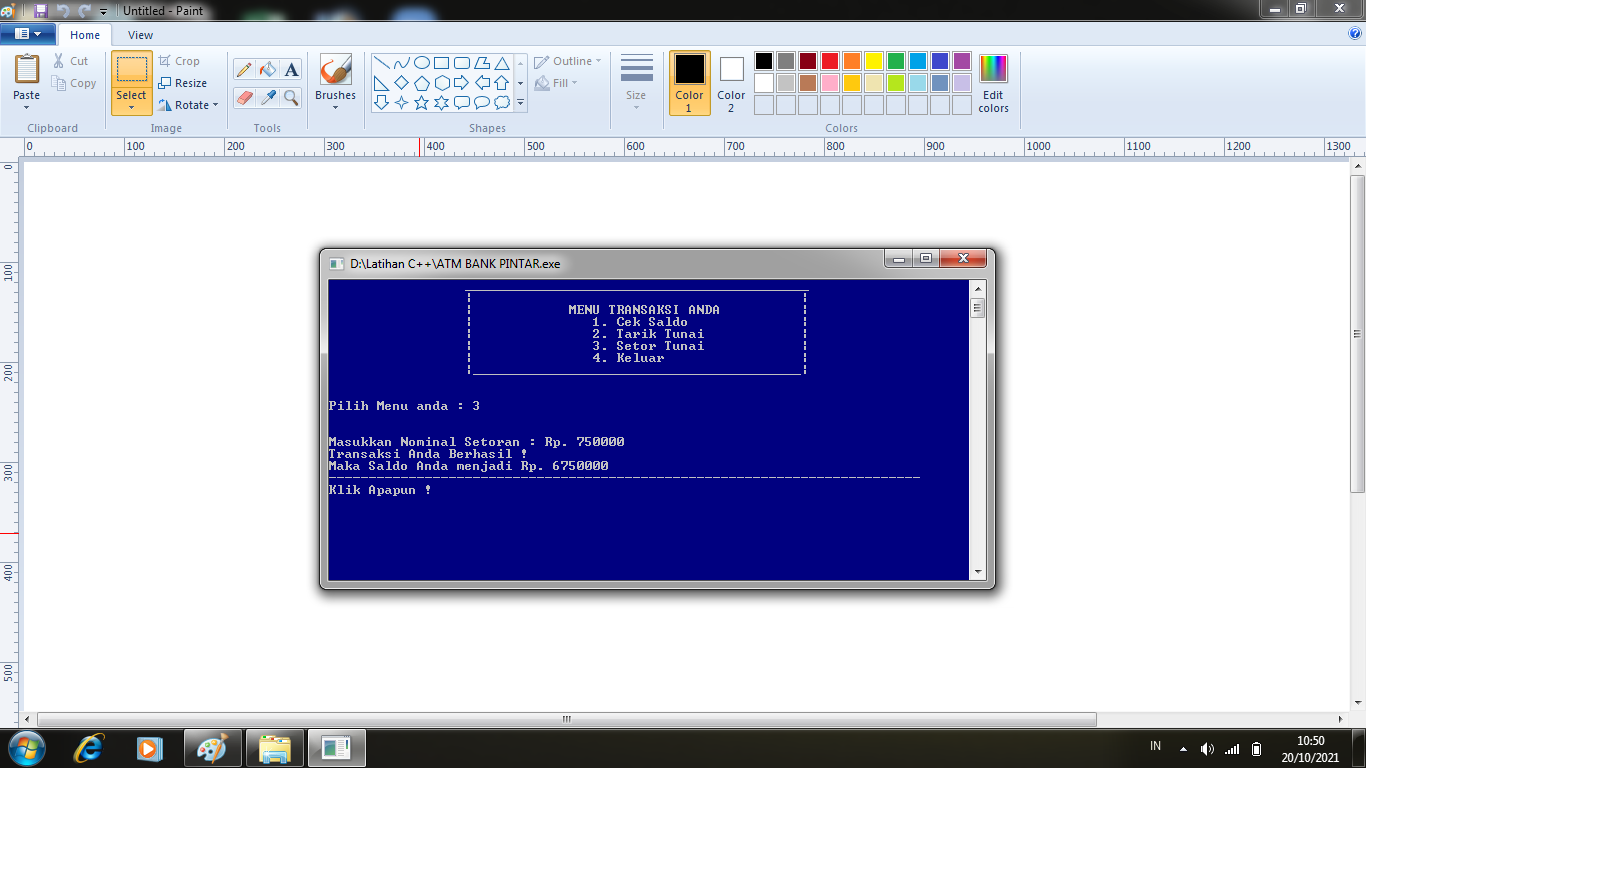 Untitled - Paint
Home View
Paste
Cut
Copy
Clipboard
Select
Crop
Resize
Rotate
Image
A
Tools
Brushes
Outline
Fill
Shapes
Size
Color 1
Color 2
Edit colors
Colors
0 100 200 300 400 500 600 700 800 900 1000 1100 1200 1300
0
100
200
300
400
500
D:\Latihan C++\ATM BANK PINTAR.exe
MENU TRANSAKSI ANDA
1. Cek Saldo
2. Tarik Tunai
3. Setor Tunai
4. Keluar
Pilih Menu anda : 3
Masukkan Nominal Setoran : Rp. 750000
Transaksi Anda Berhasil !
Maka Saldo Anda menjadi Rp. 6750000
Klik Apapun !
IN
10:50
20/10/2021